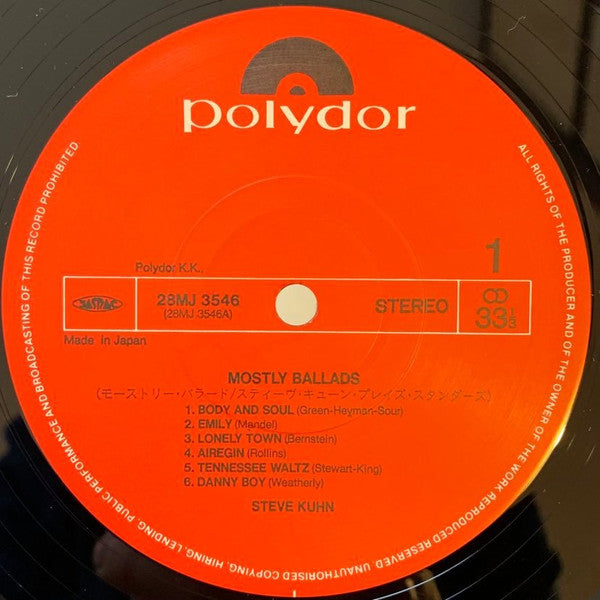 polydor
Polydor K.K.,
1
JASRAC
28MJ 3546
(28MJ 3546A)
STEREO
33 1/3
Made in Japan
MOSTLY BALLADS
(モーストリー・バラード/スティーヴ・キューン・プレイズ・スタンダーズ)
1. BODY AND SOUL (Green-Heyman-Sour)
2. EMILY (Mandel)
3. LONELY TOWN (Bernstein)
4. AIREGIN (Rollins)
5. TENNESSEE WALTZ (Stewart-King)
6. DANNY BOY (Weatherly)
STEVE KUHN
ALL RIGHTS OF THE PRODUCER AND OF THE OWNER OF THE WORK REPRODUCED RESERVED. UNAUTHORISED COPYING, HIRING, LENDING, PUBLIC PERFORMANCE AND BROADCASTING OF THIS RECORD PROHIBITED